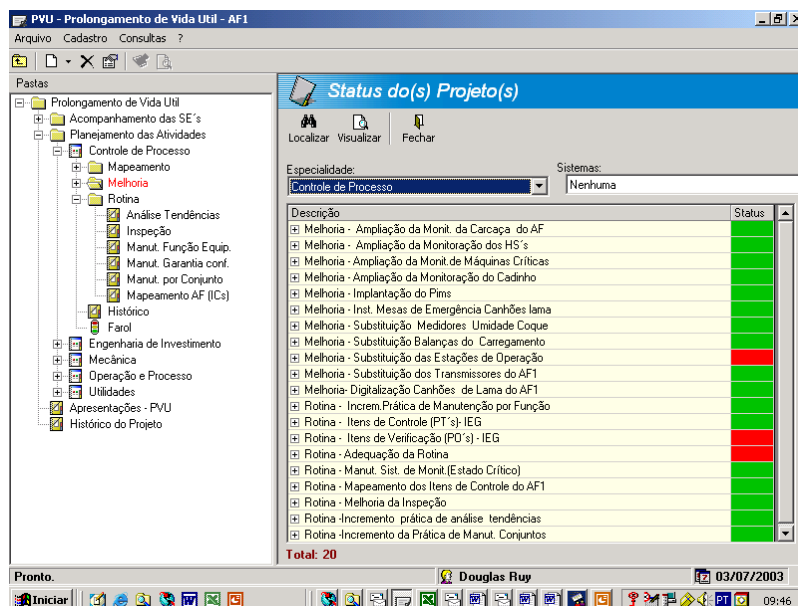 PVU - Prolongamento de Vida Util - AF1
Arquivo Cadastro Consultas ?
Pastas
Prolongamento de Vida Util
Acompanhamento das SE´s
Planejamento das Atividades
Controle de Processo
Mapeamento
Melhoria
Rotina
Análise Tendências
Inspeção
Manut. Função Equip.
Manut. Garantia conf.
Manut. por Conjunto
Mapeamento AF (ICs)
Histórico
Farol
Engenharia de Investimento
Mecânica
Operação e Processo
Utilidades
Apresentações - PVU
Histórico do Projeto
Status do(s) Projeto(s)
Localizar Visualizar Fechar
Especialidade: Sistemas:
Controle de Processo Nenhuma
Descrição Status
Melhoria - Ampliação da Monit. da Carcaça do AF
Melhoria - Ampliação da Monitoração dos HS´s
Melhoria - Ampliação da Monit.de Máquinas Críticas
Melhoria - Ampliação da Monitoração do Cadinho
Melhoria - Implantação do Pims
Melhoria - Inst. Mesas de Emergência Canhões lama
Melhoria - Substituição Medidores Umidade Coque
Melhoria - Substituição Balanças do Carregamento
Melhoria - Substituição das Estações de Operação
Melhoria - Substituição dos Transmissores do AF1
Melhoria- Digitalização Canhões de Lama do AF1
Rotina - Increm.Prática de Manutenção por Função
Rotina - Itens de Controle (PT´s)- IEG
Rotina - Itens de Verificação (PO´s) - IEG
Rotina - Adequação da Rotina
Rotina - Manut. Sist. de Monit.(Estado Crítico)
Rotina - Mapeamento dos Itens de Controle do AF1
Rotina - Melhoria da Inspeção
Rotina -Incremento prática de análise tendências
Rotina -Incremento da Prática de Manut. Conjuntos
Total: 20
Pronto. Douglas Ruy 03/07/2003
Iniciar PT 09:46